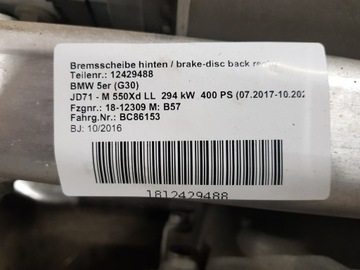 Bremsscheibe hinten / brake-disc back
Teilenr.: 12429488
BMW 5er (G30)
JD71 - M 550Xd LL 294 kW 400 PS (07.2017-10.202
Fzgnr.: 18-12309 M: B57
Fahrg.Nr.: BC86153
BJ: 10/2016
1812429488